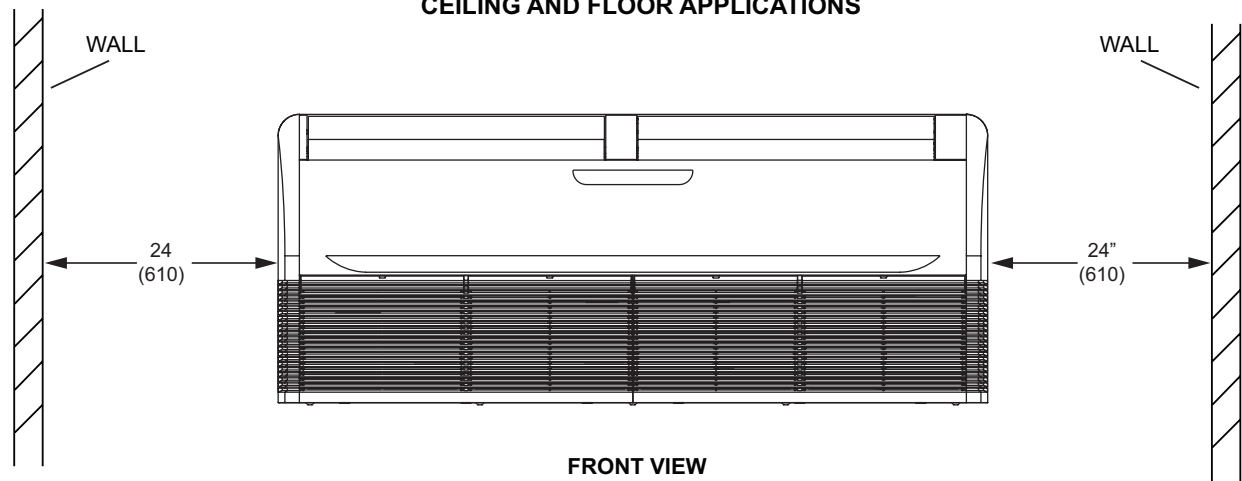 CEILING AND FLOOR APPLICATIONS
WALL
WALL
24
(610)
24”
(610)
FRONT VIEW